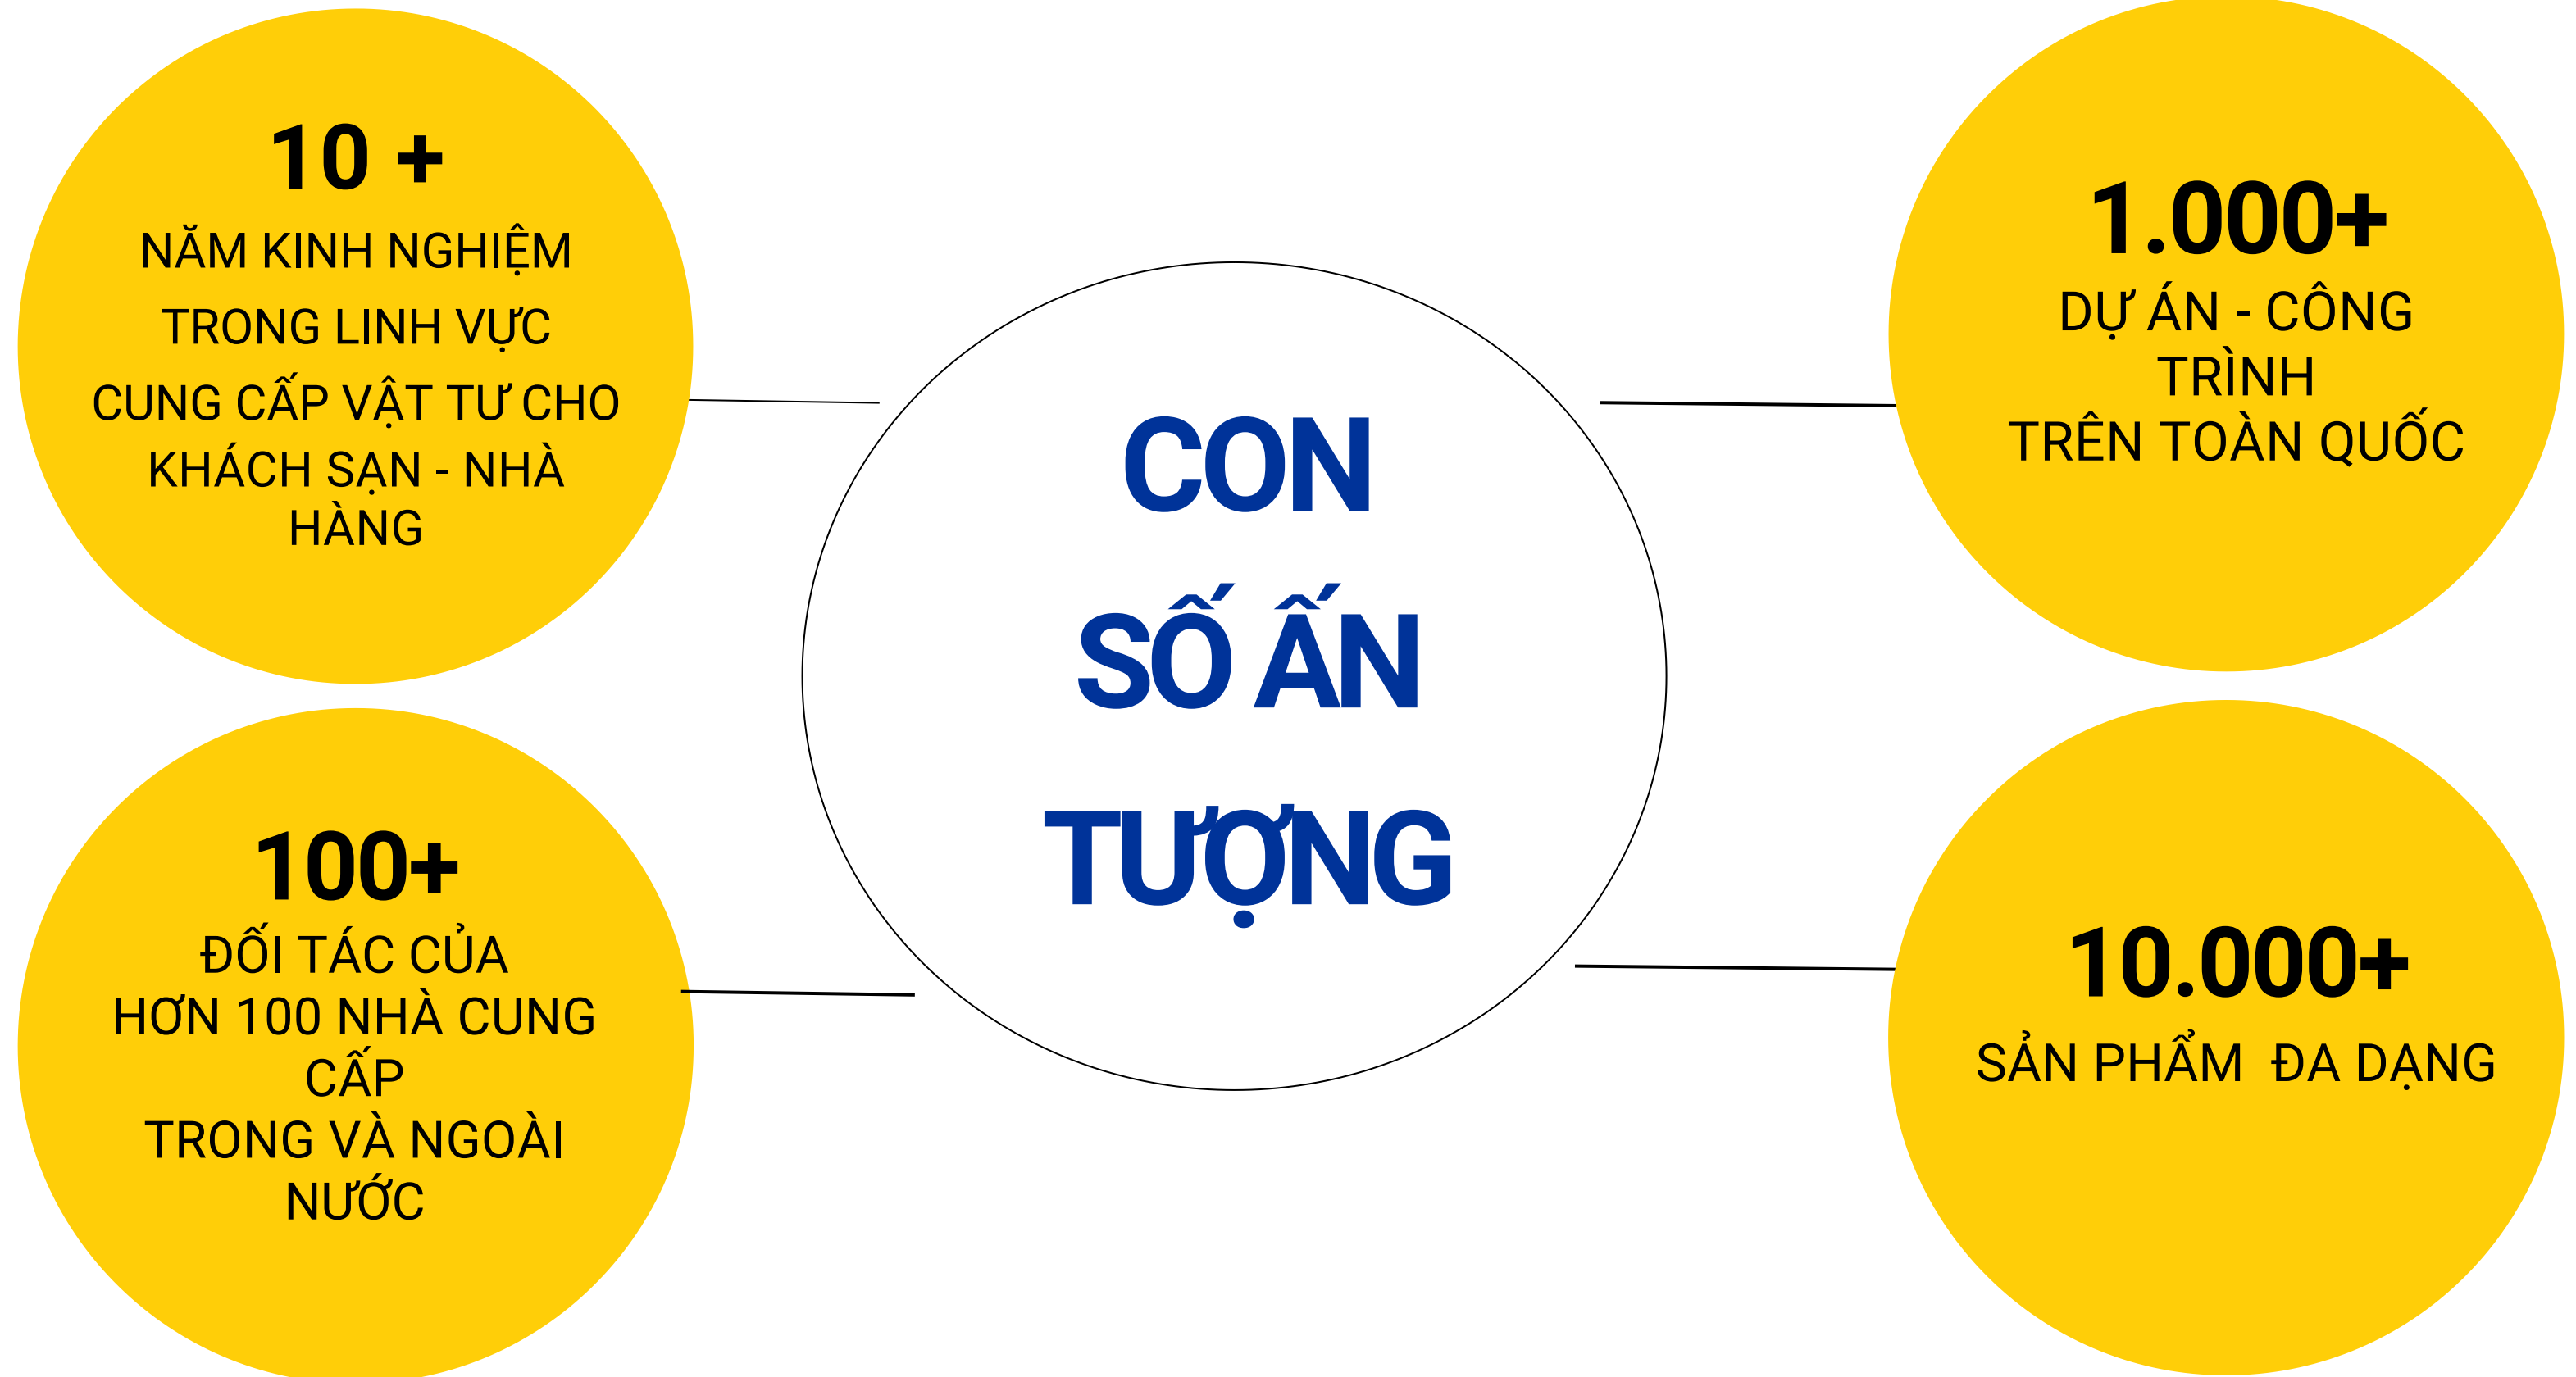 10 +
NĂM KINH NGHIỆM
TRONG LINH VỰC
CUNG CẤP VẬT TƯ CHO
KHÁCH SẠN - NHÀ
HÀNG
100+
ĐỐI TÁC CỦA
HƠN 100 NHÀ CUNG
CẤP
TRONG VÀ NGOÀI
NƯỚC
CON
SỐ ẤN
TƯỢNG
1.000+
DỰ ÁN - CÔNG
TRÌNH
TRÊN TOÀN QUỐC
10.000+
SẢN PHẨM  ĐA DẠNG